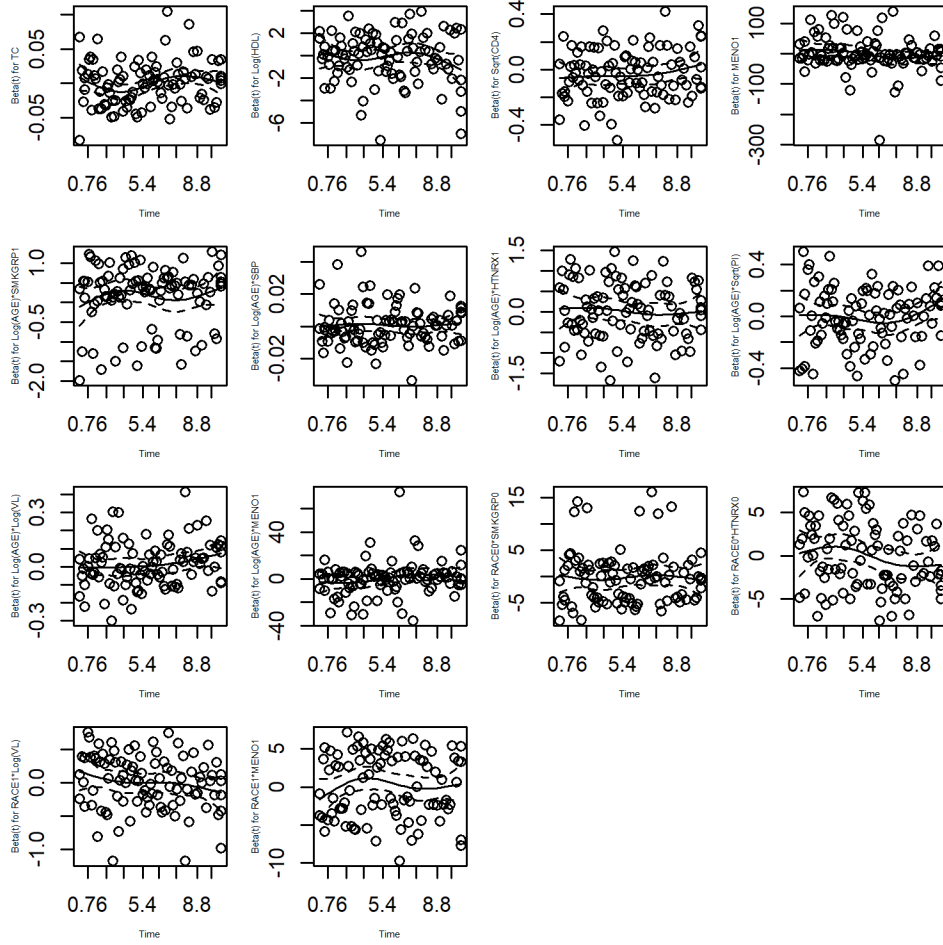 Beta(t) for TC
0.05
-0.05
0.76 5.4 8.8
Time
Beta(t) for Log(HDL)
2
-2
-6
0.76 5.4 8.8
Time
Beta(t) for Sqrt(CD4)
0.4
0.0
-0.4
0.76 5.4 8.8
Time
Beta(t) for MENO1
100
-100
-300
0.76 5.4 8.8
Time
Beta(t) for Log(AGE)*SMKGRP1
1.0
-0.5
-2.0
0.76 5.4 8.8
Time
Beta(t) for Log(AGE)*SBP
0.02
-0.02
0.76 5.4 8.8
Time
Beta(t) for Log(AGE)*HTNRX1
1.5
0.0
-1.5
0.76 5.4 8.8
Time
Beta(t) for Log(AGE)*Sqrt(PI)
0.4
0.0
-0.4
0.76 5.4 8.8
Time
Beta(t) for Log(AGE)*Log(VL)
0.3
0.0
-0.3
0.76 5.4 8.8
Time
Beta(t) for Log(AGE)*MENO1
40
0
-40
0.76 5.4 8.8
Time
Beta(t) for RACE0*SMKGRP0
15
5
-5
0.76 5.4 8.8
Time
Beta(t) for RACE0*HTNRX0
5
0
-5
0.76 5.4 8.8
Time
Beta(t) for RACE1*Log(VL)
0.0
-1.0
0.76 5.4 8.8
Time
Beta(t) for RACE1*MENO1
5
0
-10
0.76 5.4 8.8
Time